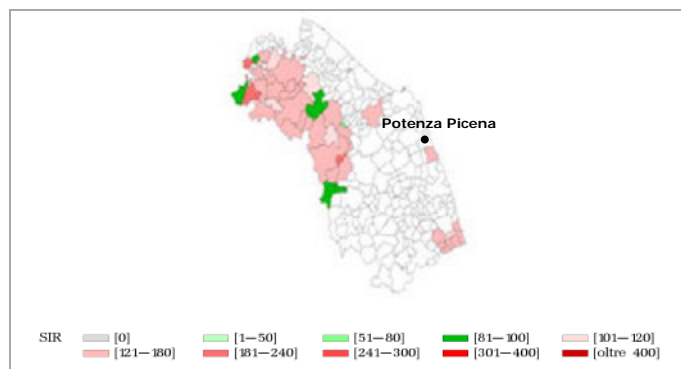 Potenza Picena
SIR [0] [1—50] [51—80] [81—100] [101—120]
[121—180] [181—240] [241—300] [301—400] [oltre 400]